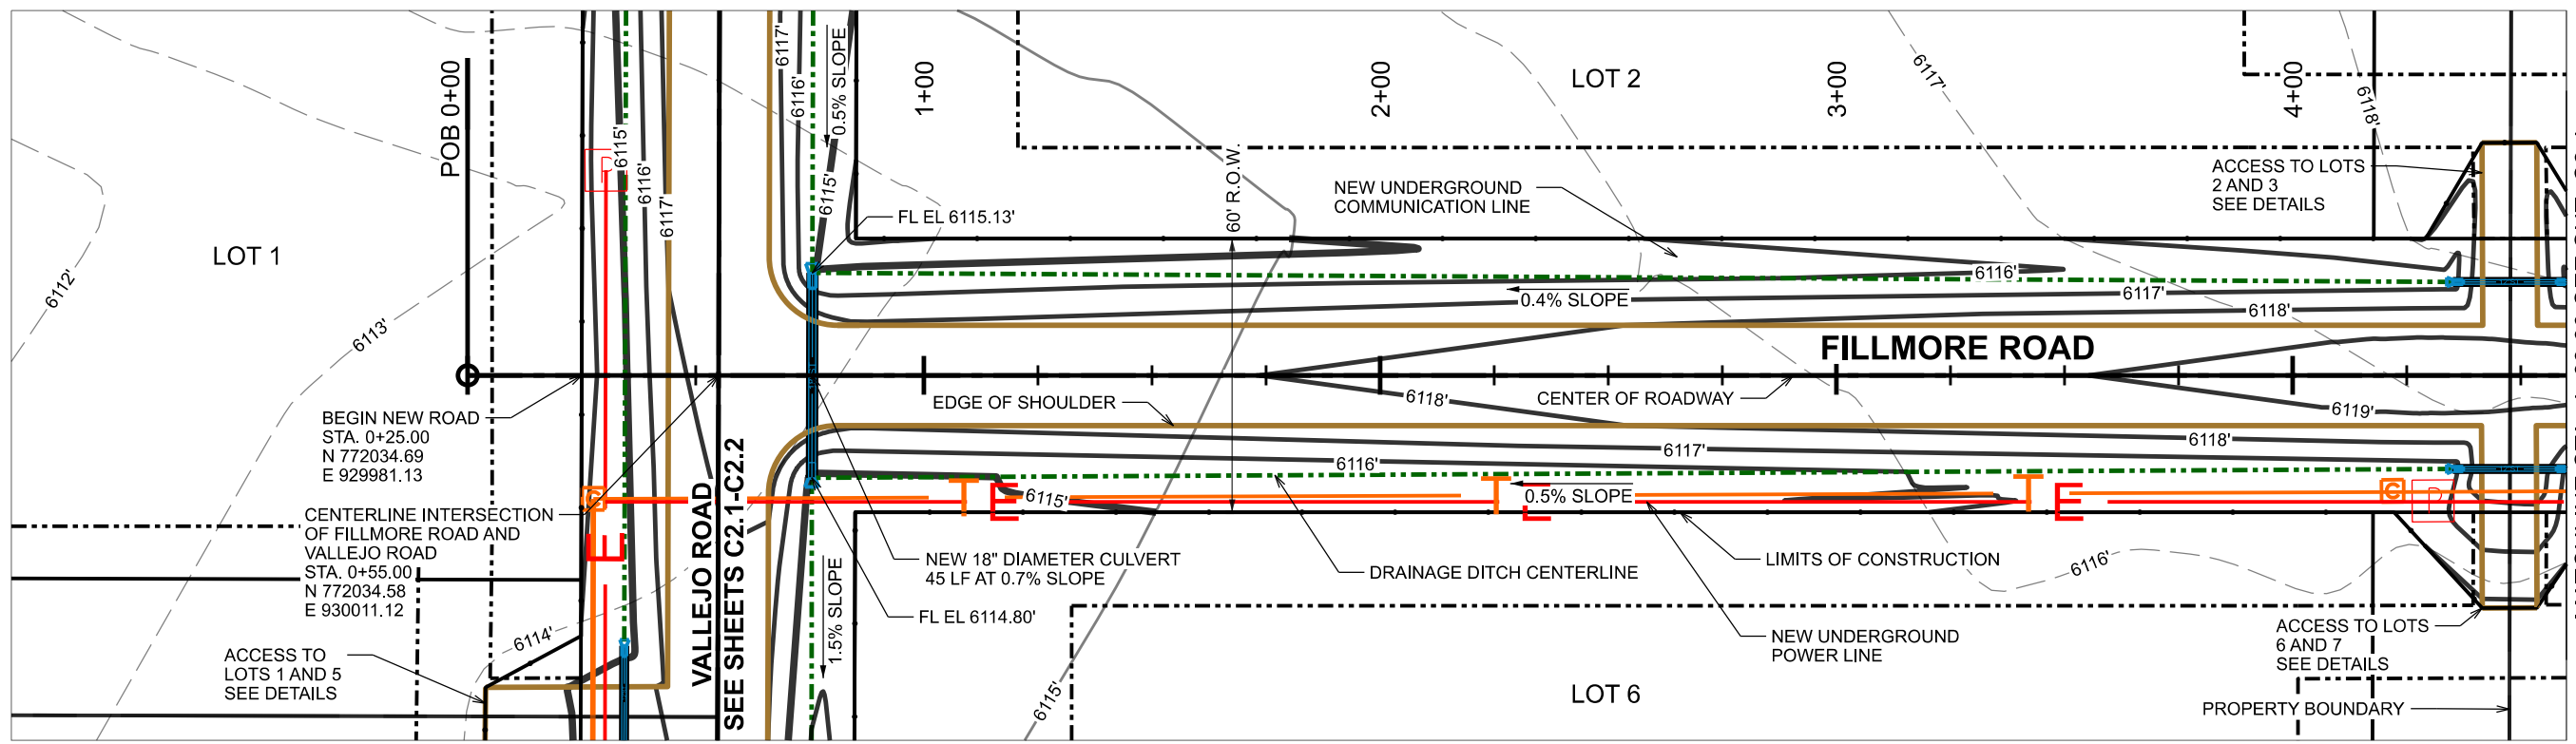 POB 0+00
1+00
2+00
3+00
4+00
LOT 1
LOT 2
LOT 6
6112'
6113'
6114'
6115'
6116'
6117'
6117'
6116'
6115'
0.5% SLOPE
FL EL 6115.13'
60' R.O.W.
NEW UNDERGROUND
COMMUNICATION LINE
6117'
6118'
ACCESS TO LOTS
2 AND 3
SEE DETAILS
6116'
6117'
6118'
0.4% SLOPE
FILLMORE ROAD
BEGIN NEW ROAD
STA. 0+25.00
N 772034.69
E 929981.13
EDGE OF SHOULDER
6118'
CENTER OF ROADWAY
6119'
6118'
6117'
6116'
6115'
0.5% SLOPE
T
E
T
E
T
E
C
P
C
E
P
CENTERLINE INTERSECTION
OF FILLMORE ROAD AND
VALLEJO ROAD
STA. 0+55.00
N 772034.58
E 930011.12
VALLEJO ROAD
SEE SHEETS C2.1-C2.2
NEW 18" DIAMETER CULVERT
45 LF AT 0.7% SLOPE
FL EL 6114.80'
1.5% SLOPE
DRAINAGE DITCH CENTERLINE
LIMITS OF CONSTRUCTION
6116'
NEW UNDERGROUND
POWER LINE
ACCESS TO LOTS
6 AND 7
SEE DETAILS
ACCESS TO
LOTS 1 AND 5
SEE DETAILS
6115'
PROPERTY BOUNDARY